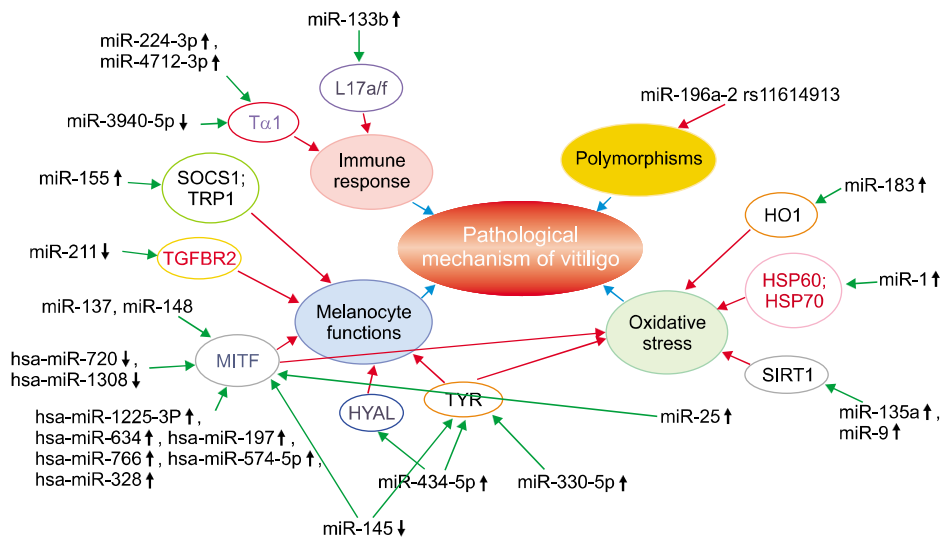 miR-133b↑
miR-224-3p↑,
miR-4712-3p↑
L17a/f
miR-196a-2 rs11614913
miR-3940-5p↓
Tα1
Immune
response
Polymorphisms
miR-155↑
SOCS1;
TRP1
miR-183↑
HO1
Pathological
mechanism of vitiligo
miR-211↓
TGFBR2
HSP60;
HSP70
miR-1↑
miR-137, miR-148
Melanocyte
functions
Oxidative
stress
hsa-miR-720↓
hsa-miR-1308↓
MITF
SIRT1
HYAL
TYR
miR-25↑
miR-135a↑,
miR-9↑
hsa-miR-1225-3P↑,
hsa-miR-634↑, hsa-miR-197↑,
hsa-miR-766↑, hsa-miR-574-5p↑,
hsa-miR-328↑
miR-434-5p↑
miR-330-5p↑
miR-145↓